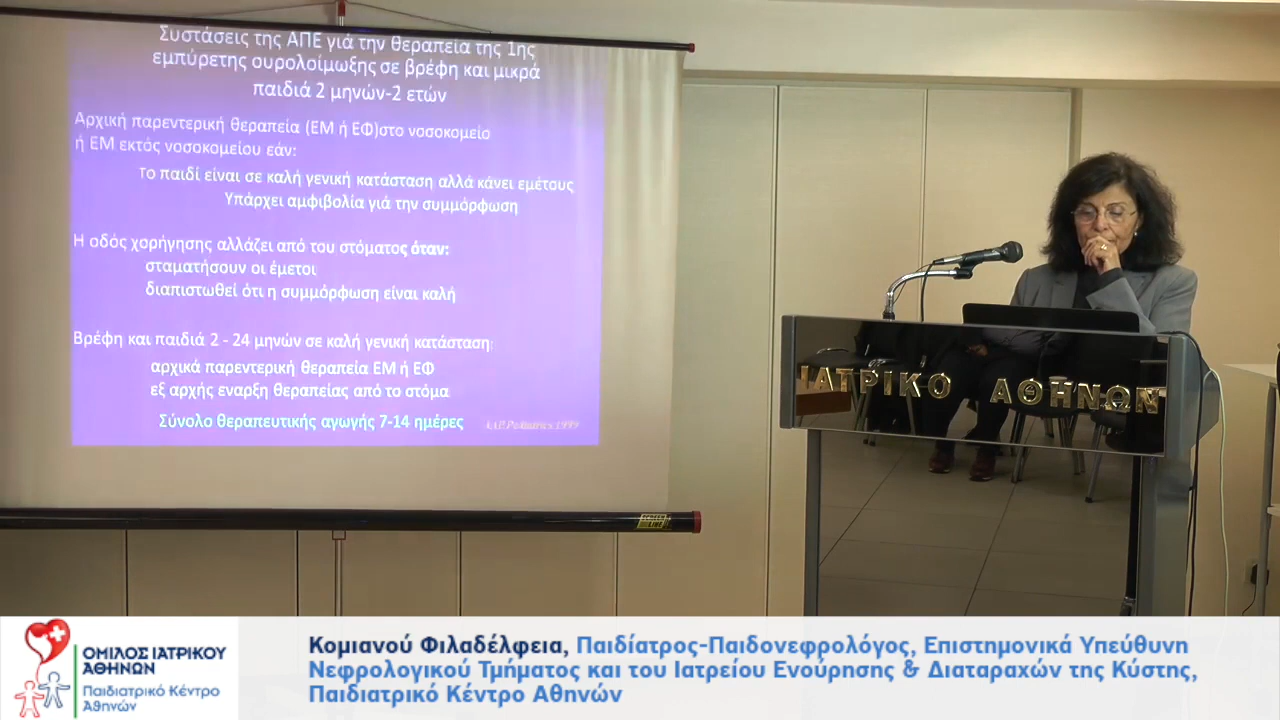 Συστάσεις της ΑΠΕ γιά την θεραπεία της 1ης
εμπύρετης ουρολοίμωξης σε βρέφη και μικρά
παιδιά 2 μηνών-2 ετών
Αρχική παρεντερική θεραπεία (ΕΜ ή ΕΦ)στο νοσοκομείο
ή ΕΜ εκτός νοσοκομείου εάν:
Το παιδί είναι σε καλή γενική κατάσταση αλλά κάνει εμέτους
Υπάρχει αμφιβολία γιά την συμμόρφωση
Η οδός χορήγησης αλλάζει από του στόματος όταν:
σταματήσουν οι έμετοι
διαπιστωθεί ότι η συμμόρφωση είναι καλή
Βρέφη και παιδιά 2 - 24 μηνών σε καλή γενική κατάσταση:
αρχικά παρεντερική θεραπεία ΕΜ ή ΕΦ
εξ αρχής εναρξη θεραπείας από το στόμα
Σύνολο θεραπευτικής αγωγής 7-14 ημέρες
AAP, Pediatrics 1999
ΙΑΤΡΙΚΟ ΑΘΗΝΩΝ
ΟΜΙΛΟΣ ΙΑΤΡΙΚΟΥ
ΑΘΗΝΩΝ
Παιδιατρικό Κέντρο
Αθηνών
Κομιανού Φιλαδέλφεια, Παιδίατρος-Παιδονεφρολόγος, Επιστημονικά Υπεύθυνη
Νεφρολογικού Τμήματος και του Ιατρείου Ενούρησης & Διαταραχών της Κύστης,
Παιδιατρικό Κέντρο Αθηνών